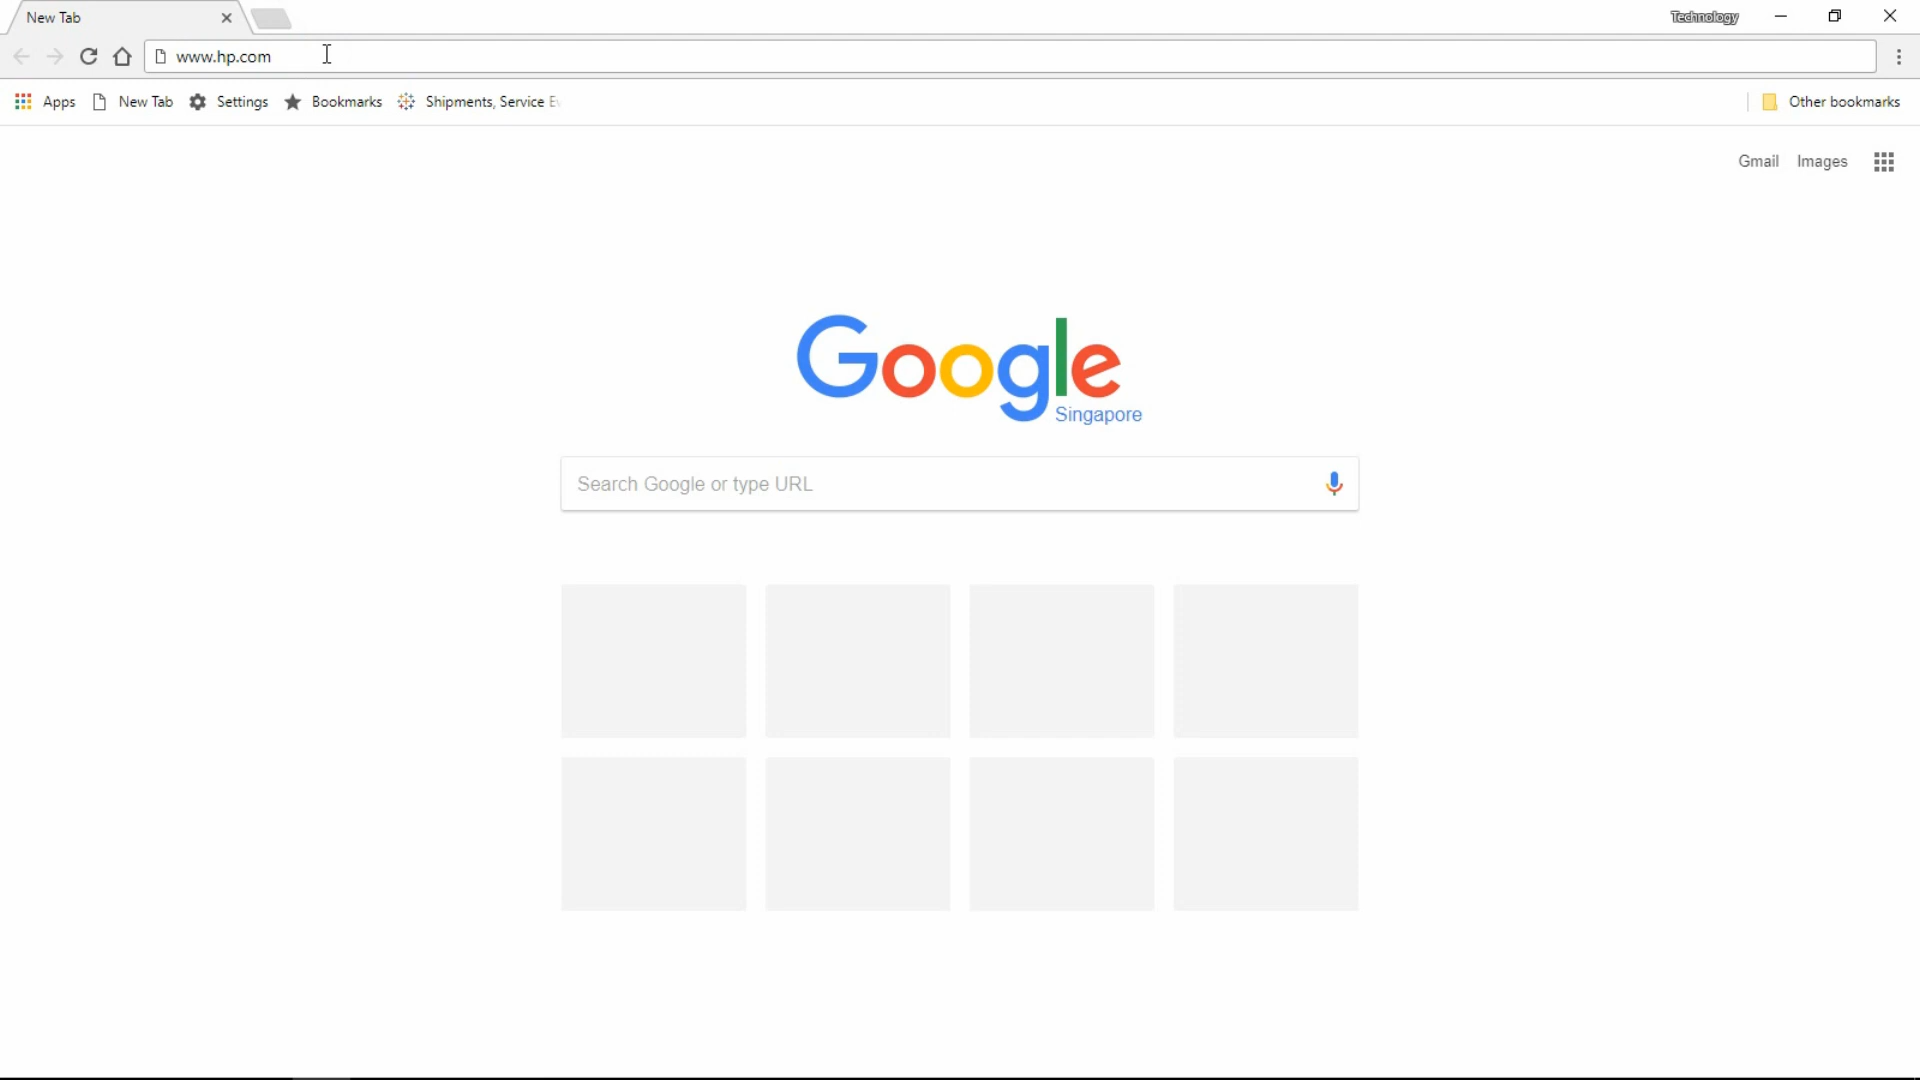 New Tab
Technology
www.hp.com
Apps New Tab Settings Bookmarks Shipments, Service Other bookmarks
Gmail Images
Google
Singapore
Search Google or type URL